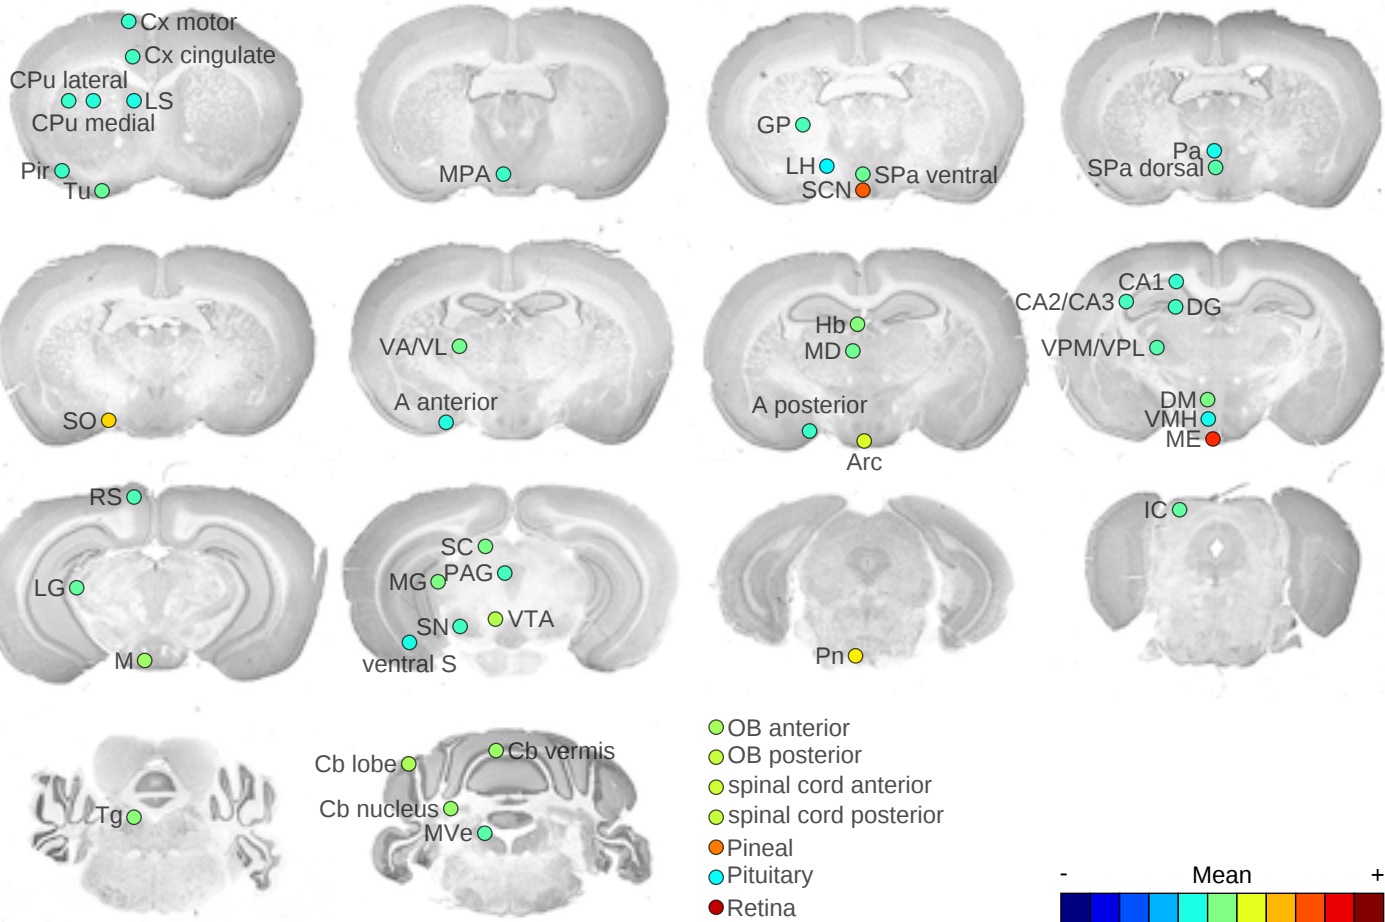 Cx motor
Cx cingulate
CPu lateral
LS
CPu medial
Pir
Tu
MPA
GP
LH
SPa ventral
SCN
Pa
SPa dorsal
SO
VA/VL
A anterior
Hb
MD
A posterior
Arc
CA1
CA2/CA3
DG
VPM/VPL
DM
VMH
ME
RS
LG
M
SC
MG
PAG
SN
VTA
ventral S
Pn
IC
Tg
Cb lobe
Cb vermis
Cb nucleus
MVe
OB anterior
OB posterior
spinal cord anterior
spinal cord posterior
Pineal
Pituitary
Retina
- Mean +